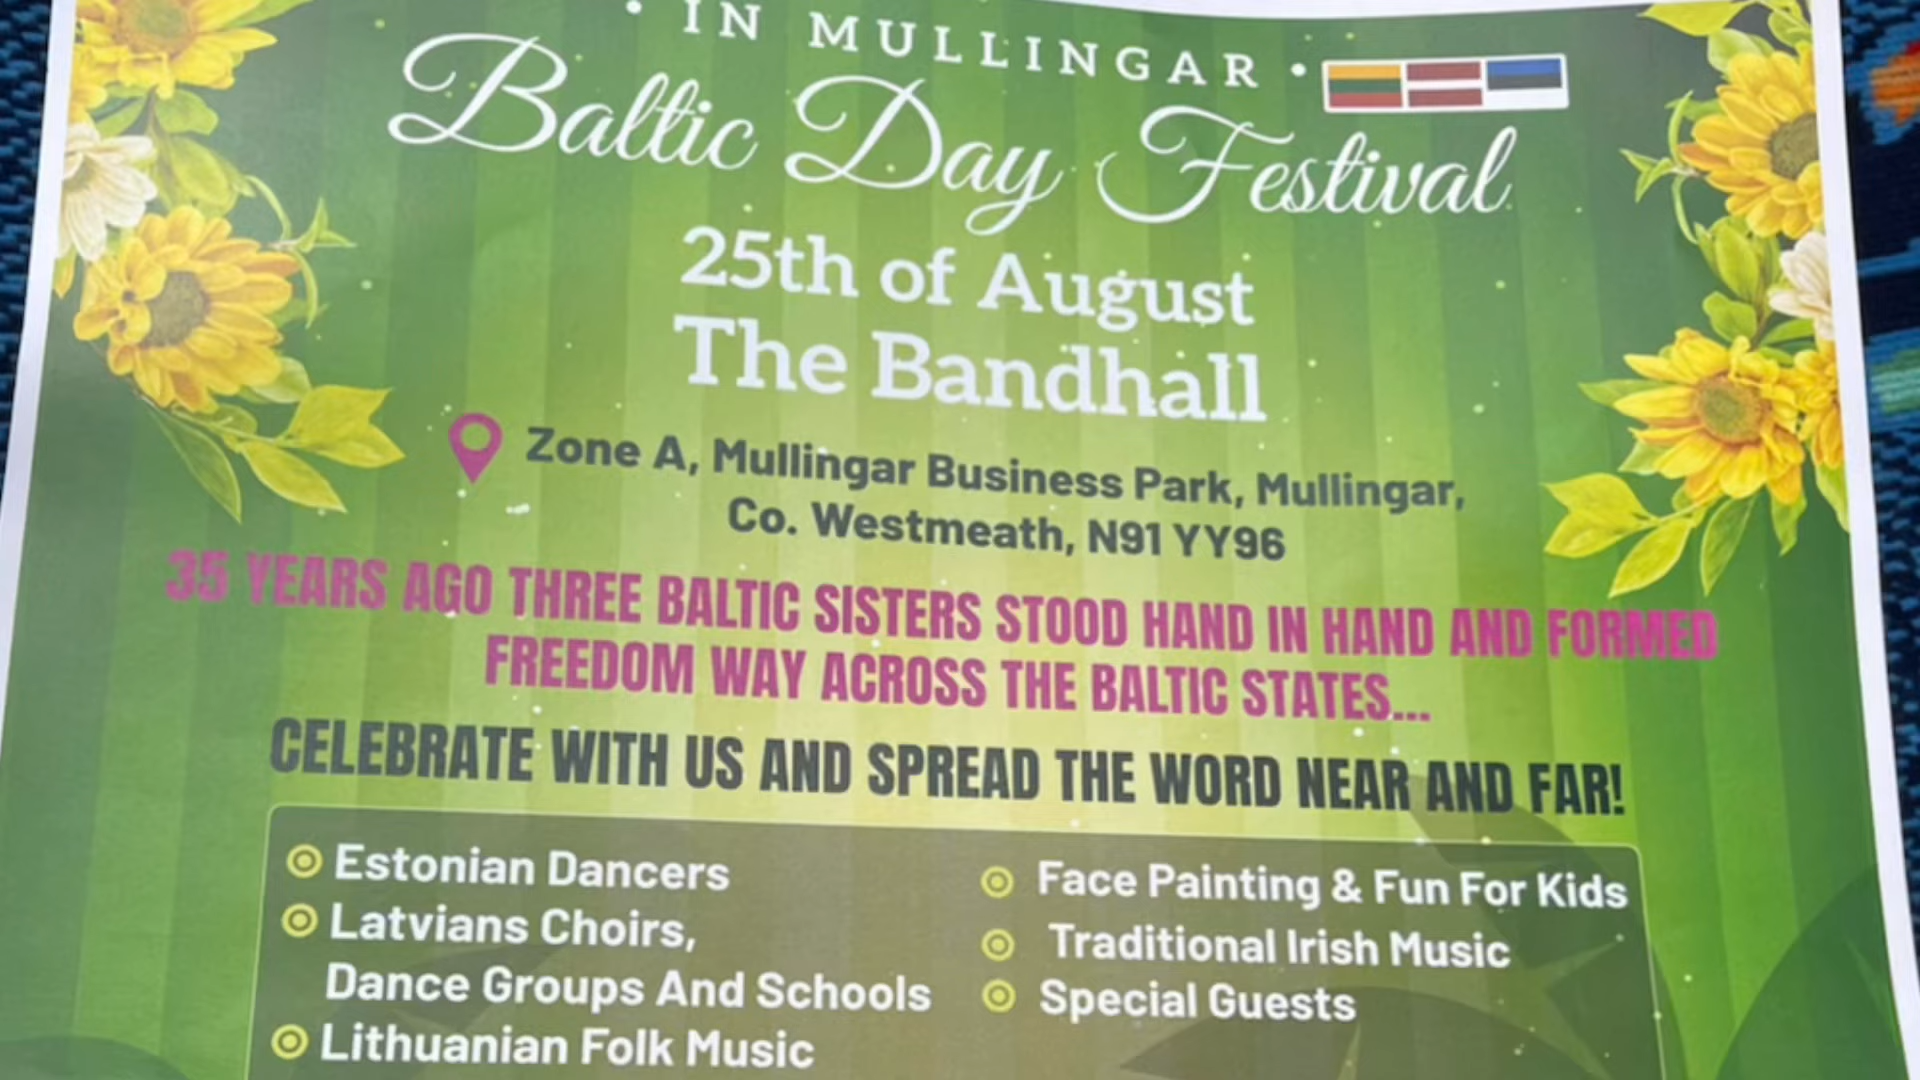 • IN MULLINGAR •
Baltic Day Festival
25th of August
The Bandhall
Zone A, Mullingar Business Park, Mullingar,
Co. Westmeath, N91 YY96
35 YEARS AGO THREE BALTIC SISTERS STOOD HAND IN HAND AND FORMED
FREEDOM WAY ACROSS THE BALTIC STATES...
CELEBRATE WITH US AND SPREAD THE WORD NEAR AND FAR!
Estonian Dancers
Latvians Choirs,
Dance Groups And Schools
Lithuanian Folk Music
Face Painting & Fun For Kids
Traditional Irish Music
Special Guests